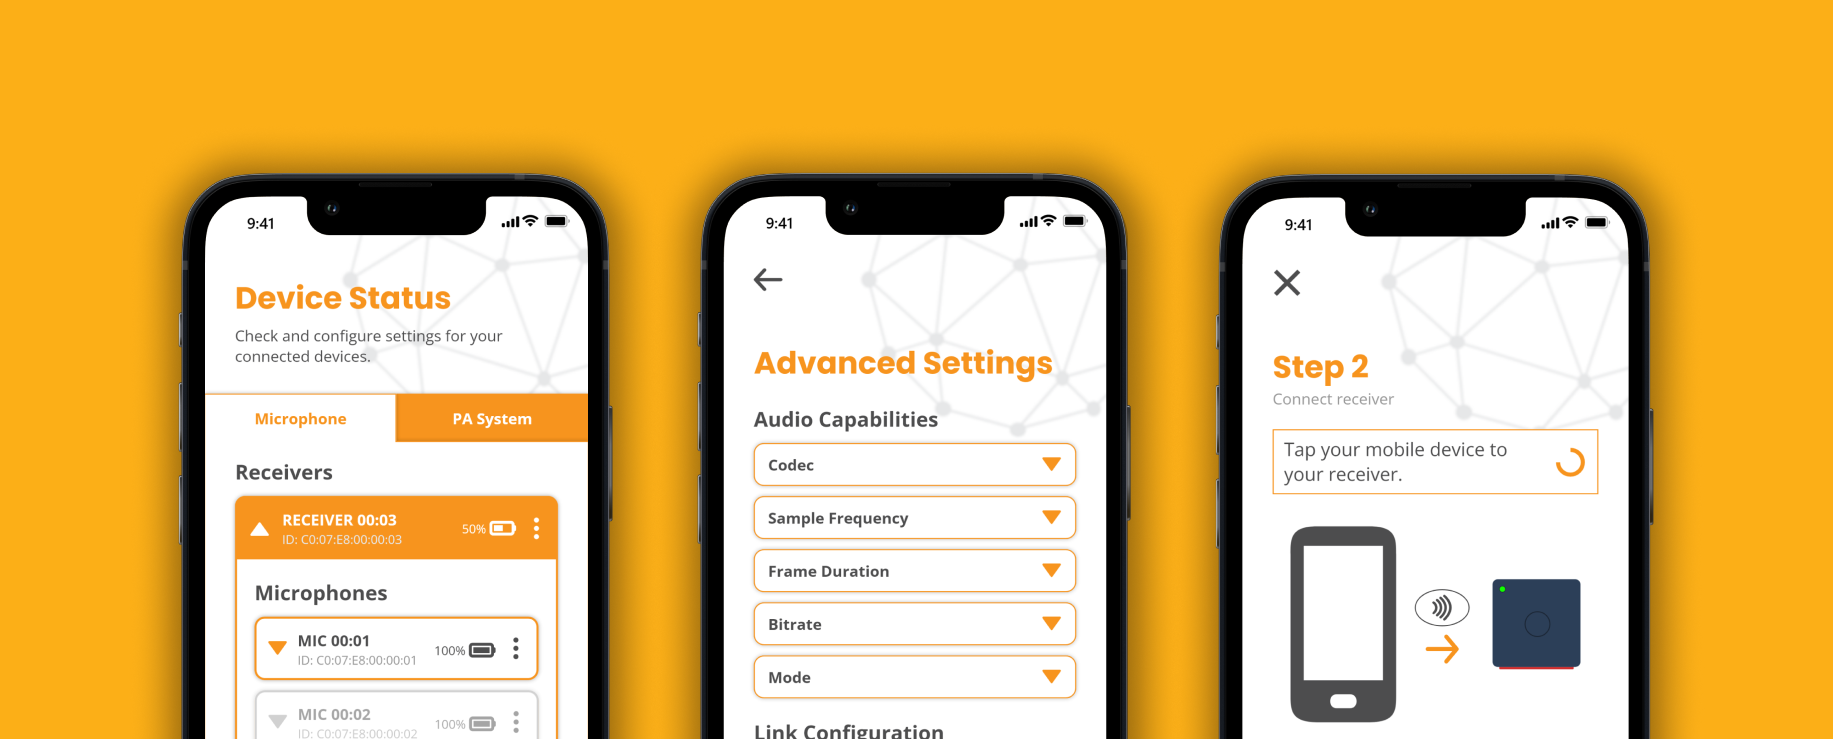 9:41
Device Status
Check and configure settings for your
connected devices.
Microphone
PA System
Receivers
RECEIVER 00:03
ID: C0:07:E8:00:00:03
50%
Microphones
MIC 00:01
ID: C0:07:E8:00:00:01
100%
MIC 00:02
ID: C0:07:E8:00:00:02
100%
9:41
Advanced Settings
Audio Capabilities
Codec
Sample Frequency
Frame Duration
Bitrate
Mode
Link Configuration
9:41
Step 2
Connect receiver
Tap your mobile device to
your receiver.